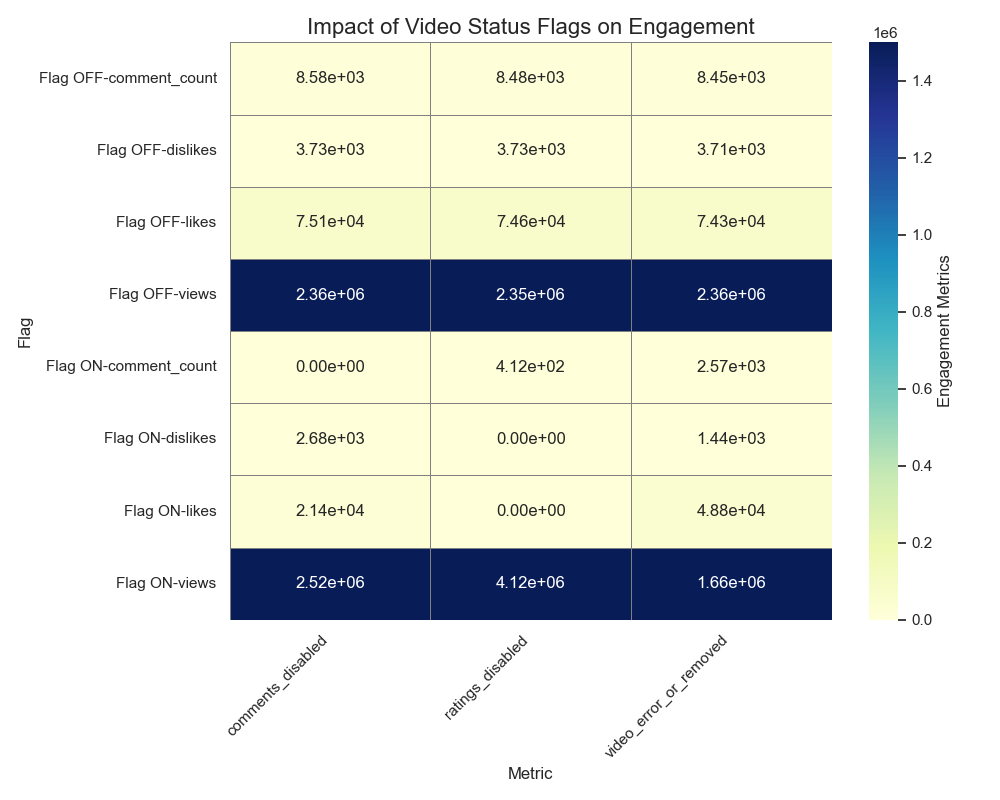 Impact of Video Status Flags on Engagement
1e6
Flag OFF-comment_count 8.58e+03 8.48e+03 8.45e+03
Flag OFF-dislikes 3.73e+03 3.73e+03 3.71e+03
Flag OFF-likes 7.51e+04 7.46e+04 7.43e+04
Flag OFF-views 2.36e+06 2.35e+06 2.36e+06
Flag ON-comment_count 0.00e+00 4.12e+02 2.57e+03
Flag ON-dislikes 2.68e+03 0.00e+00 1.44e+03
Flag ON-likes 2.14e+04 0.00e+00 4.88e+04
Flag ON-views 2.52e+06 4.12e+06 1.66e+06
Flag
comments_disabled
ratings_disabled
video_error_or_removed
Metric
1.4
1.2
1.0
0.8
0.6
0.4
0.2
0.0
Engagement Metrics